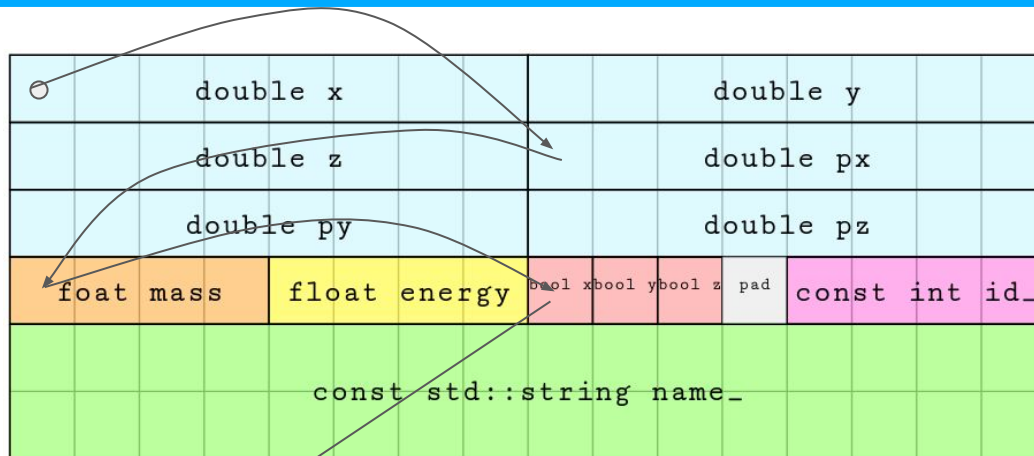 double x double y
double z double px
double py double pz
foat mass float energy bool x bool y bool z pad const int id_
const std::string name_